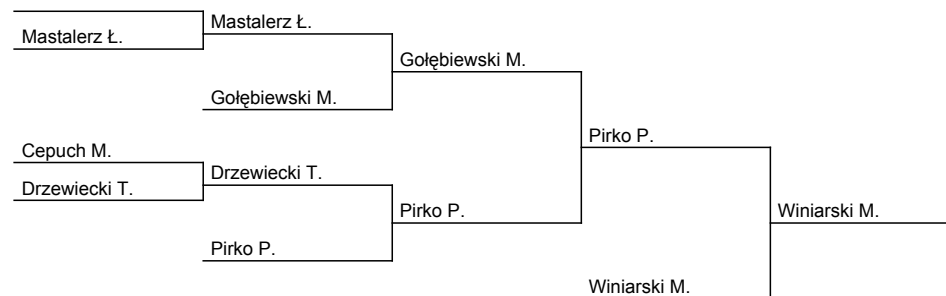 Mastalerz Ł.
Mastalerz Ł.
Gołębiewski M.
Gołębiewski M.
Pirko P.
Cepuch M.
Drzewiecki T.
Drzewiecki T.
Pirko P.
Winiarski M.
Pirko P.
Winiarski M.